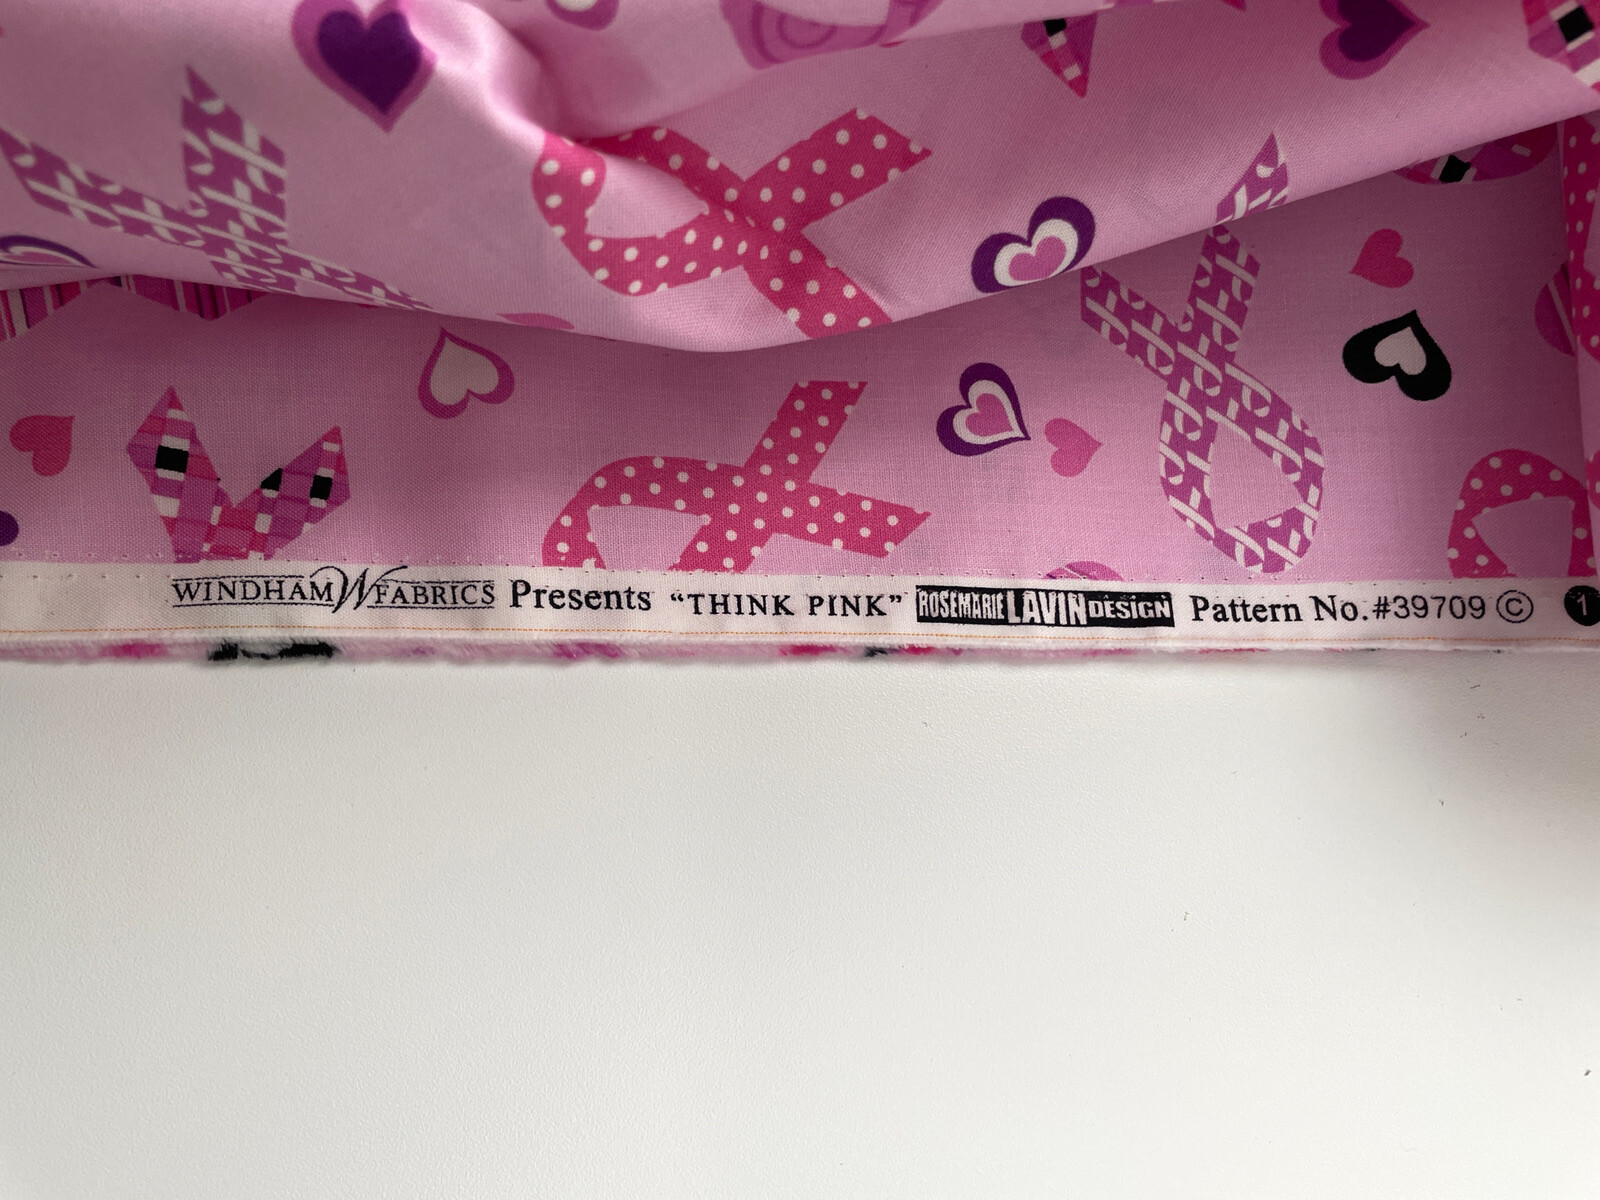 WINDHAM FABRICS Presents “THINK PINK” ROSEMARIE LAVIN DESIGN Pattern No.#39709 © 1